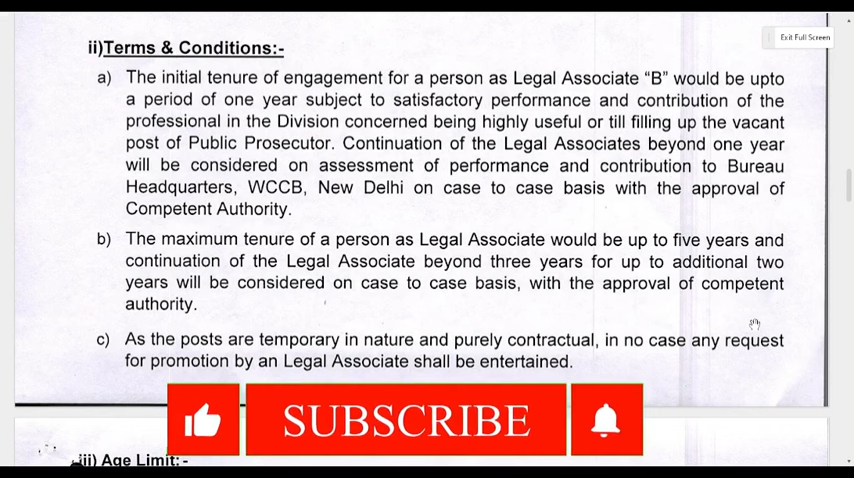 Exit Full Screen
ii)Terms & Conditions:-
a) The initial tenure of engagement for a person as Legal Associate “B” would be upto
a period of one year subject to satisfactory performance and contribution of the
professional in the Division concerned being highly useful or till filling up the vacant
post of Public Prosecutor. Continuation of the Legal Associates beyond one year
will be considered on assessment of performance and contribution to Bureau
Headquarters, WCCB, New Delhi on case to case basis with the approval of
Competent Authority.
b) The maximum tenure of a person as Legal Associate would be up to five years and
continuation of the Legal Associate beyond three years for up to additional two
years will be considered on case to case basis, with the approval of competent
authority.
c) As the posts are temporary in nature and purely contractual, in no case any request
for promotion by an Legal Associate shall be entertained.
SUBSCRIBE
iii) Age Limit:-